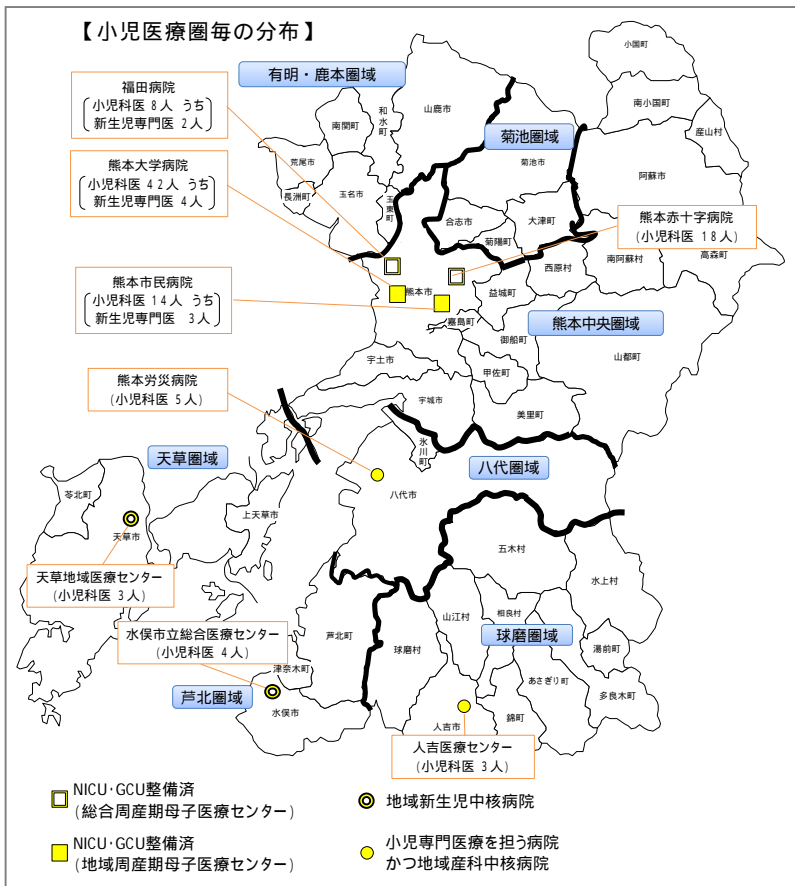 【小児医療圏毎の分布】
有明・鹿本圏域
福田病院
小児科医 8人 うち
新生児専門医 2人
熊本大学病院
(小児科医 42人 うち
新生児専門医 4人)
熊本市民病院
(小児科医 14人 うち
新生児専門医 3人)
熊本労災病院
(小児科医 5人)
小国町
南小国町
産山村
山鹿市
和水町
南関町
菊池圏域
菊池市
荒尾市
長洲町
玉名市
玉東町
阿蘇市
合志市
大津町
菊陽町
熊本赤十字病院
(小児科医 18人)
西原村
南阿蘇村
高森町
熊本市
益城町
嘉島町
熊本中央圏域
御船町
山都町
宇土市
甲佐町
宇城市
美里町
氷川町
天草圏域
八代圏域
苓北町
上天草市
八代市
天草市
五木村
水上村
天草地域医療センター
(小児科医 3人)
芦北町
球磨村
山江村
相良村
球磨圏域
湯前町
水俣市立総合医療センター
(小児科医 4人)
津奈木町
あさぎり町
多良木町
芦北圏域
水俣市
人吉市
錦町
人吉医療センター
(小児科医 3人)
NICU・GCU整備済
(総合周産期母子医療センター)
地域新生児中核病院
NICU・GCU整備済
(地域周産期母子医療センター)
小児専門医療を担う病院
かつ地域産科中核病院